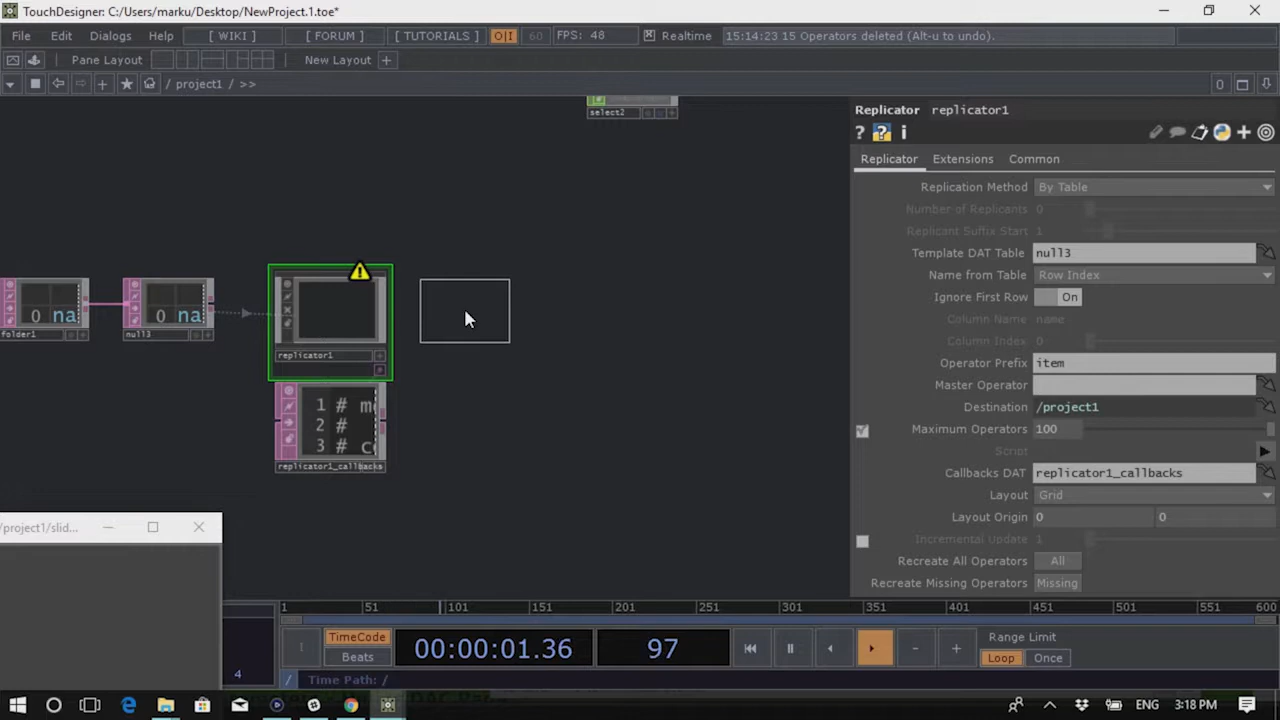 TouchDesigner: C:/Users/marku/Desktop/NewProject.1.toe*
File Edit Dialogs Help [ WIKI ] [ FORUM ] [ TUTORIALS ] O|I 60 FPS: 48 Realtime 15:14:23 15 Operators deleted (Alt-u to undo).
Pane Layout New Layout +
/ project1 / >> 0
select2
Replicator replicator1
? ? i
Replicator Extensions Common
Replication Method By Table
Number of Replicants 0
Replicant Suffix Start 1
Template DAT Table null3
Name from Table Row Index
Ignore First Row On
Column Name name
Column Index 0
Operator Prefix item
Master Operator
Destination /project1
Maximum Operators 100
Script
Callbacks DAT replicator1_callbacks
Layout Grid
Layout Origin 0 0
Incremental Update 1
Recreate All Operators All
Recreate Missing Operators Missing
0 na 0 na
folder1 null3
replicator1
1 # m
2 #
3 # c
replicator1_callbacks
/project1/slid...
1 51 101 151 201 251 301 351 401 451 501 551 600
TimeCode
Beats
00:00:01.36 97
Range Limit
Loop Once
4
/ Time Path: /
ENG 3:18 PM